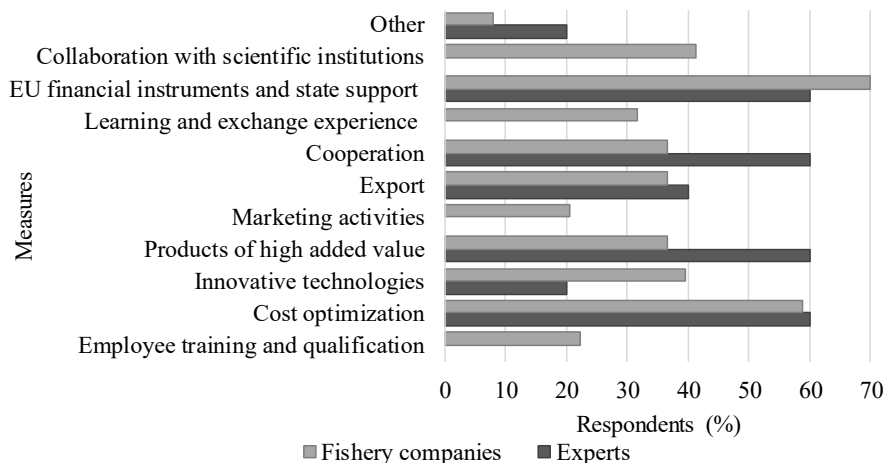 Other
Collaboration with scientific institutions
EU financial instruments and state support
Learning and exchange experience
Cooperation
Export
Marketing activities
Products of high added value
Innovative technologies
Cost optimization
Employee training and qualification
Measures
0 10 20 30 40 50 60 70
Respondents (%)
Fishery companies Experts